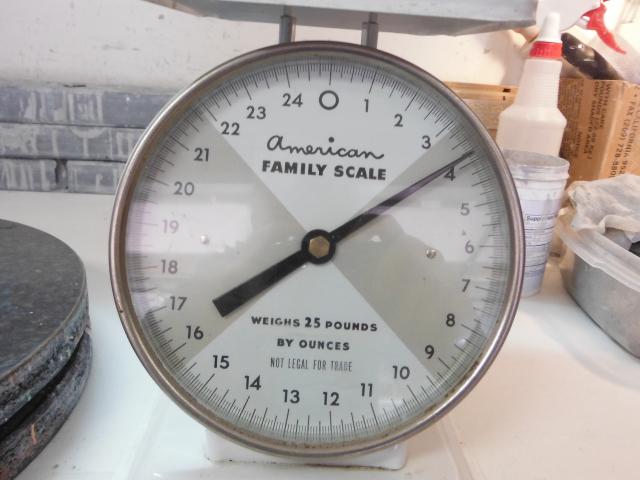 24 0 1
23 2
22 3
american
FAMILY SCALE
21 4
20 5
19 6
18 7
17 8
16 9
WEIGHS 25 POUNDS
BY OUNCES
NOT LEGAL FOR TRADE
15 10
14 13 12 11